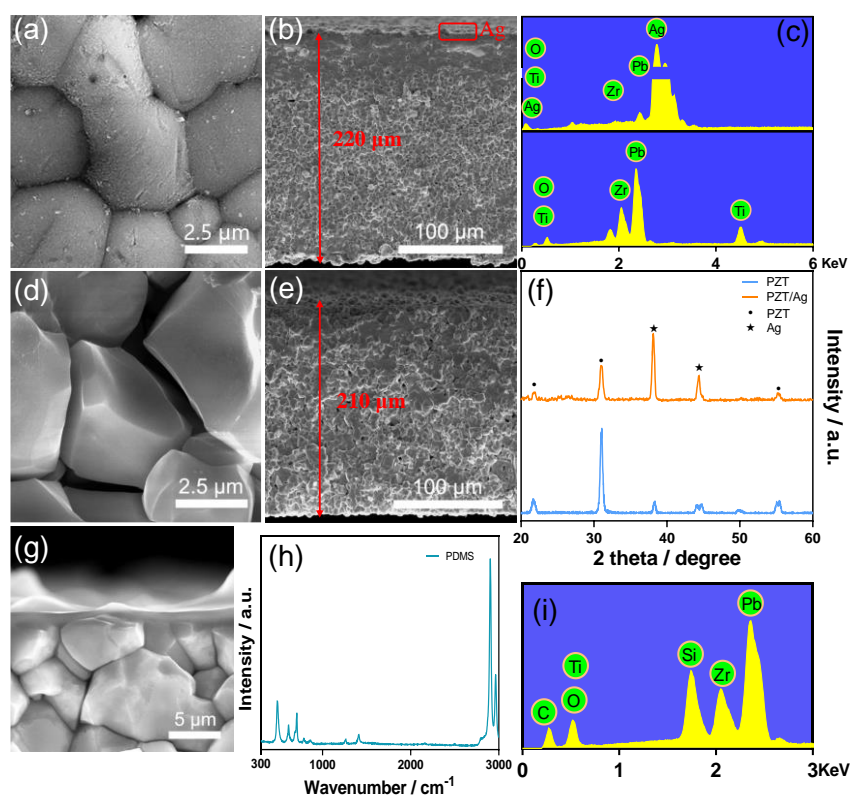 (a)
2.5 μm
(b)
Ag
220 μm
100 μm
(c)
O
Ti
Ag
Zr
Pb
Ag
O
Ti
Zr
Pb
Ti
0
2
4
6 KeV
(d)
2.5 μm
(e)
210 μm
100 μm
(f)
PZT
PZT/Ag
PZT
Ag
Intensity / a.u.
20
30
40
50
60
2 theta / degree
(g)
5 μm
(h)
PDMS
Intensity / a.u.
300
1000
2000
3000
Wavenumber / cm-1
(i)
C
Ti
O
Si
Zr
Pb
0
1
2
3KeV